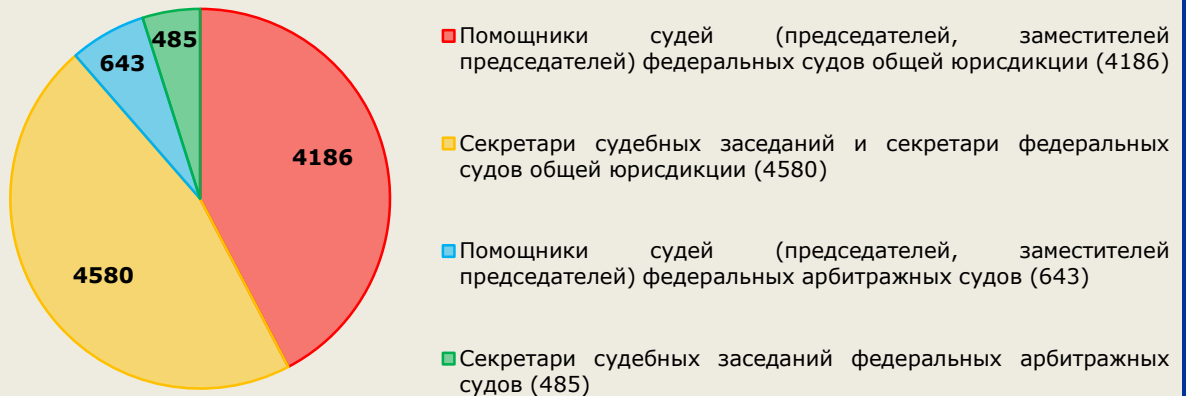 485
643
4186
4580
Помощники судей (председателей, заместителей
председателей) федеральных судов общей юрисдикции (4186)
Секретари судебных заседаний и секретари федеральных
судов общей юрисдикции (4580)
Помощники судей (председателей, заместителей
председателей) федеральных арбитражных судов (643)
Секретари судебных заседаний федеральных арбитражных
судов (485)